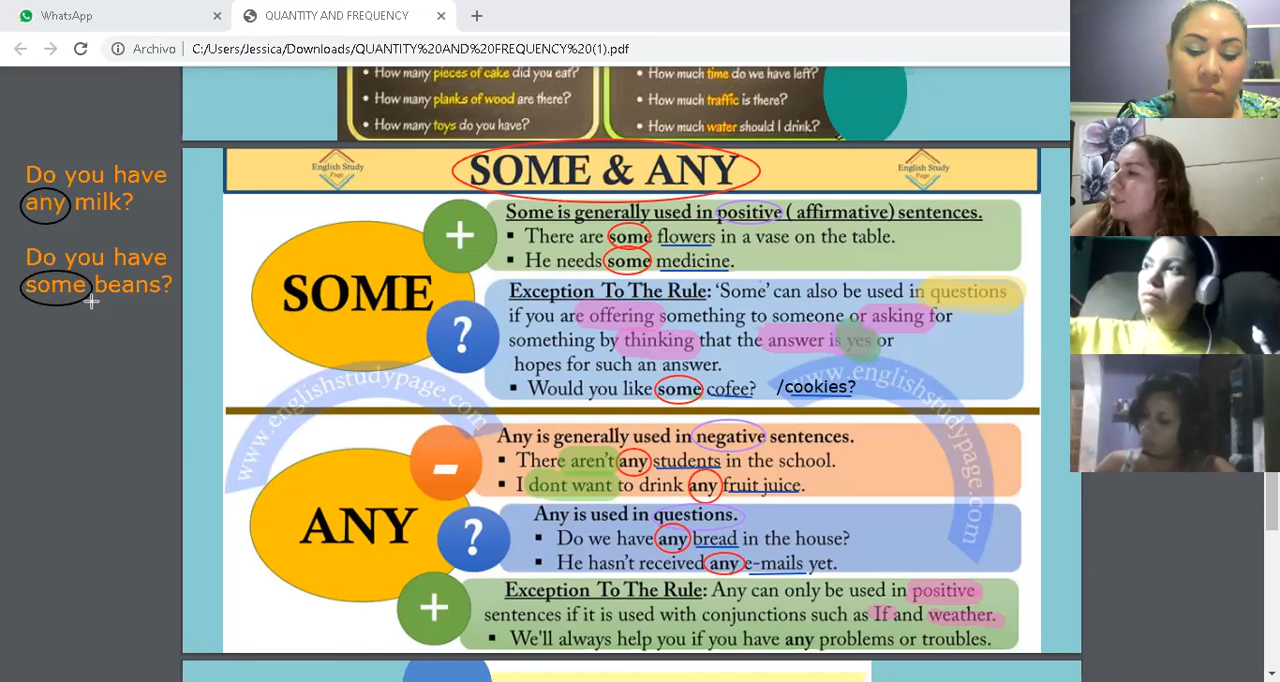 WhatsApp
QUANTITY AND FREQUENCY
Archivo
C:/Users/Jessica/Downloads/QUANTITY%20AND%20FREQUENCY%20(1).pdf
• How many pieces of cake did you eat?
• How many planks of wood are there?
• How many toys do you have?
• How much time do we have left?
• How much traffic is there?
• How much water should I drink?
Do you have
any milk?
Do you have
some beans?
English Study
Page
SOME & ANY
English Study
Page
SOME
+
Some is generally used in positive ( affirmative) sentences.
▪ There are some flowers in a vase on the table.
▪ He needs some medicine.
?
Exception To The Rule: ‘Some’ can also be used in questions
if you are offering something to someone or asking for
something by thinking that the answer is yes or
hopes for such an answer.
▪ Would you like some cofee? /cookies?
www.englishstudypage.com
www.englishstudypage.com
ANY
-
Any is generally used in negative sentences.
▪ There aren't any students in the school.
▪ I dont want to drink any fruit juice.
?
Any is used in questions.
▪ Do we have any bread in the house?
▪ He hasn't received any e-mails yet.
+
Exception To The Rule: Any can only be used in positive
sentences if it is used with conjunctions such as If and weather.
▪ We'll always help you if you have any problems or troubles.